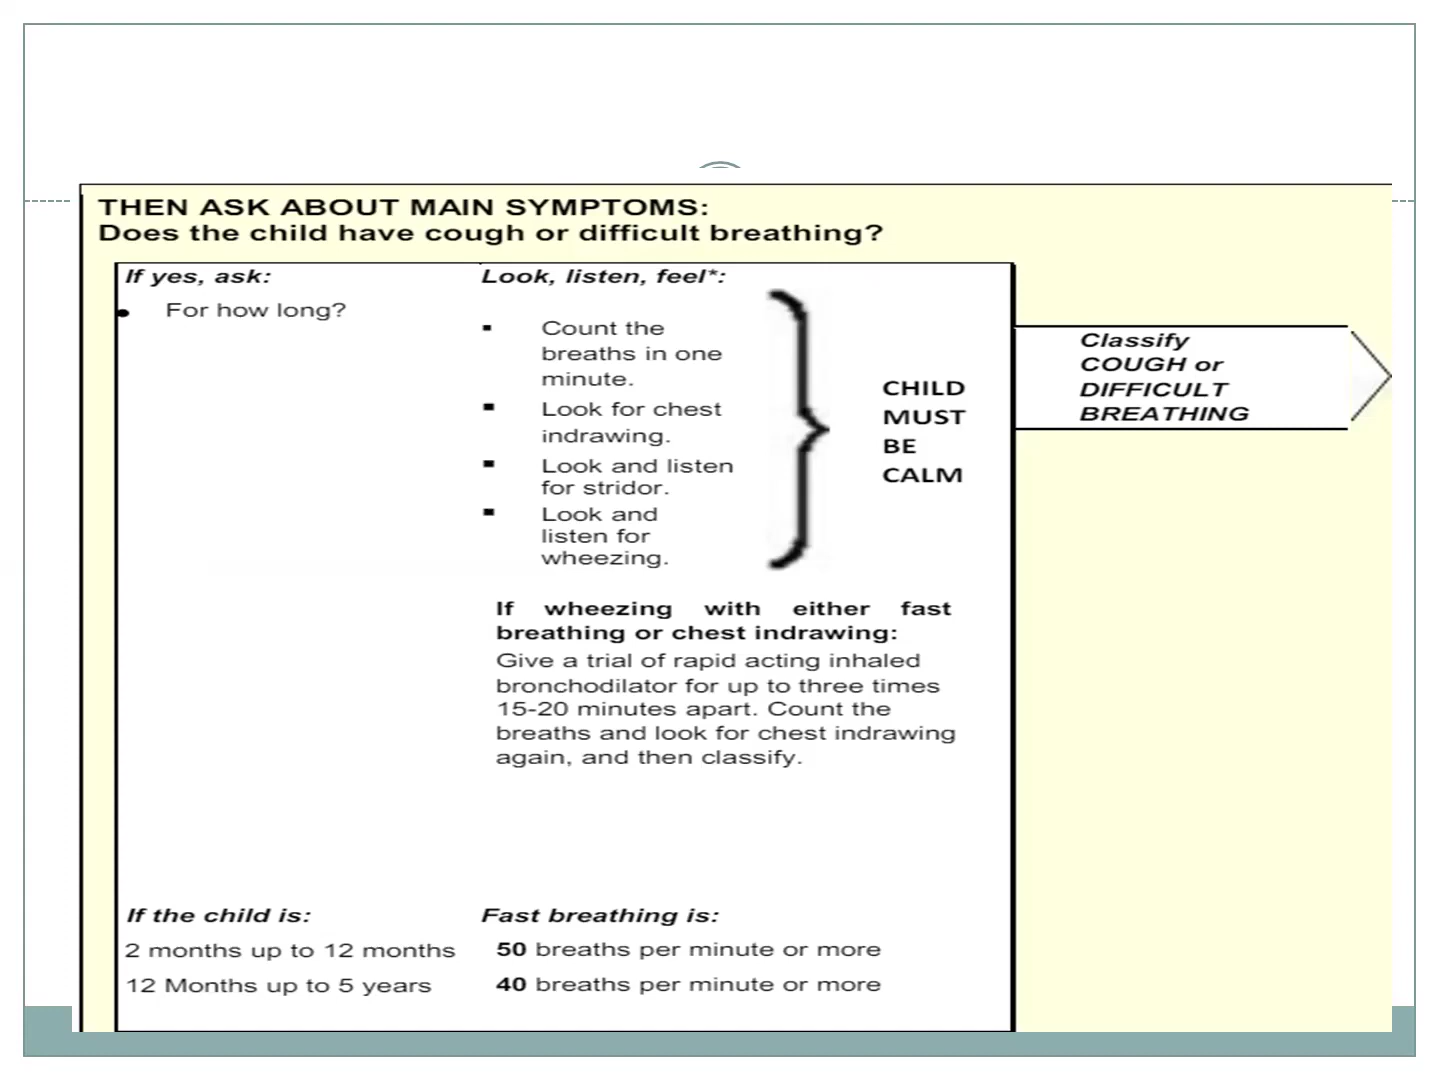 THEN ASK ABOUT MAIN SYMPTOMS:
Does the child have cough or difficult breathing?
If yes, ask:
• For how long?
Look, listen, feel*:
▪ Count the
breaths in one
minute.
▪ Look for chest
indrawing.
▪ Look and listen
for stridor.
▪ Look and
listen for
wheezing.
CHILD
MUST
BE
CALM
Classify
COUGH or
DIFFICULT
BREATHING
If wheezing with either fast
breathing or chest indrawing:
Give a trial of rapid acting inhaled
bronchodilator for up to three times
15-20 minutes apart. Count the
breaths and look for chest indrawing
again, and then classify.
If the child is: Fast breathing is:
2 months up to 12 months 50 breaths per minute or more
12 Months up to 5 years 40 breaths per minute or more